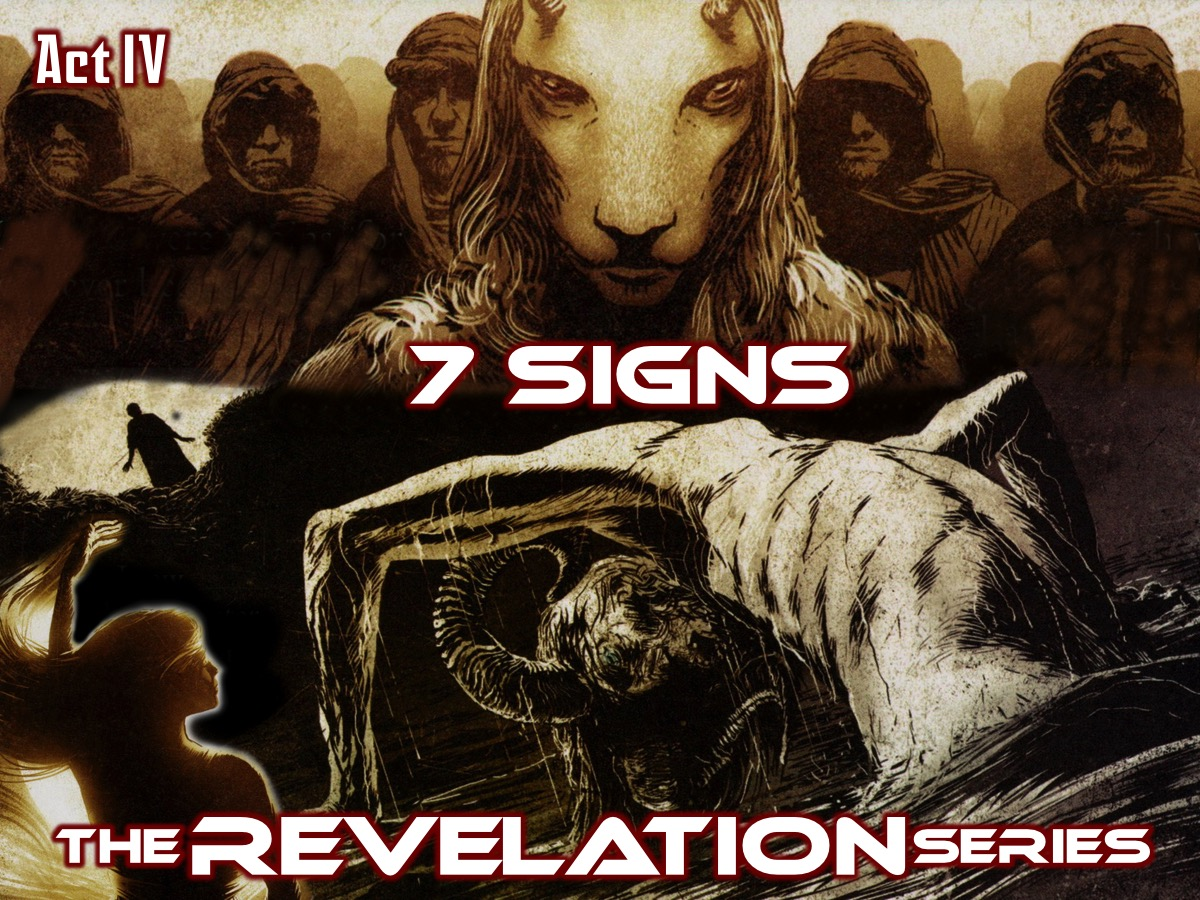 Act IV
7 SIGNS
THE REVELATION SERIES